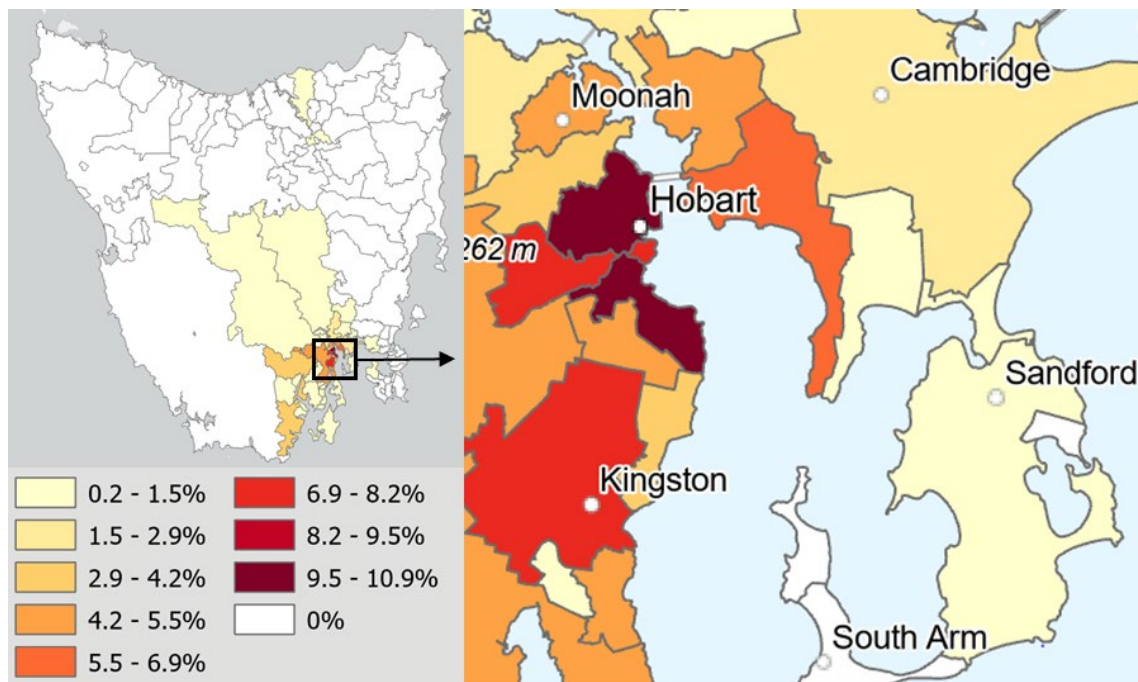 Moonah
Cambridge
Hobart
262 m
Sandford
Kingston
South Arm
0.2 - 1.5%
1.5 - 2.9%
2.9 - 4.2%
4.2 - 5.5%
5.5 - 6.9%
6.9 - 8.2%
8.2 - 9.5%
9.5 - 10.9%
0%